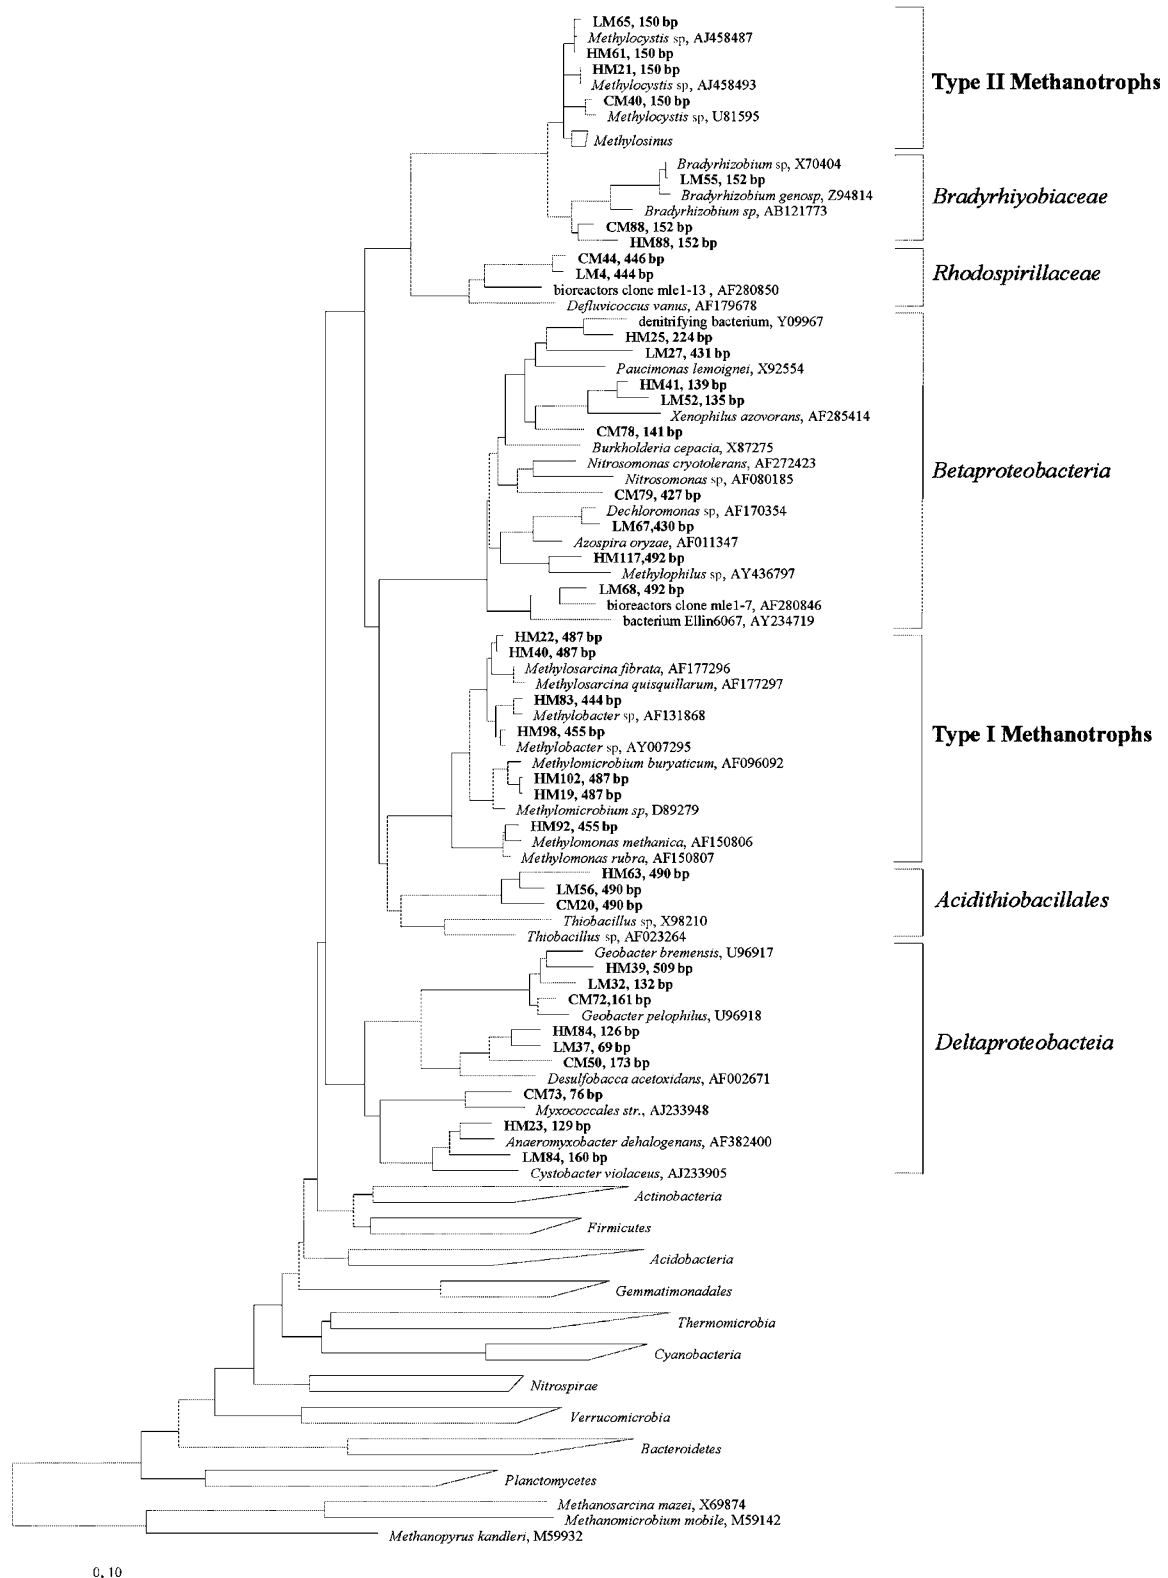 LM65, 150 bp
Methylocystis sp, AJ458487
HM61, 150 bp
HM21, 150 bp
Methylocystis sp, AJ458493
CM40, 150 bp
Methylocystis sp, U81595
Methylosinus
Type II Methanotrophs
Bradyrhizobium sp, X70404
LM55, 152 bp
Bradyrhizobium genosp, Z94814
Bradyrhizobium sp, AB121773
CM88, 152 bp
HM88, 152 bp
Bradyrhiyobiaceae
CM44, 446 bp
LM4, 444 bp
bioreactors clone mle1-13 , AF280850
Defluvicoccus vanus, AF179678
Rhodospirillaceae
denitrifying bacterium, Y09967
HM25, 224 bp
LM27, 431 bp
Paucimonas lemoignei, X92554
HM41, 139 bp
LM52, 135 bp
Xenophilus azovorans, AF285414
CM78, 141 bp
Burkholderia cepacia, X87275
Nitrosomonas cryotolerans, AF272423
Nitrosomonas sp, AF080185
CM79, 427 bp
Dechloromonas sp, AF170354
LM67,430 bp
Azospira oryzae, AF011347
HM117,492 bp
Methylophilus sp, AY436797
LM68, 492 bp
bioreactors clone mle1-7, AF280846
bacterium Ellin6067, AY234719
Betaproteobacteria
HM22, 487 bp
HM40, 487 bp
Methylosarcina fibrata, AF177296
Methylosarcina quisquillarum, AF177297
HM83, 444 bp
Methylobacter sp, AF131868
HM98, 455 bp
Methylobacter sp, AY007295
Methylomicrobium buryaticum, AF096092
HM102, 487 bp
HM19, 487 bp
Methylomicrobium sp, D89279
HM92, 455 bp
Methylomonas methanica, AF150806
Methylomonas rubra, AF150807
Type I Methanotrophs
HM63, 490 bp
LM56, 490 bp
CM20, 490 bp
Thiobacillus sp, X98210
Thiobacillus sp, AF023264
Acidithiobacillales
Geobacter bremensis, U96917
HM39, 509 bp
LM32, 132 bp
CM72,161 bp
Geobacter pelophilus, U96918
HM84, 126 bp
LM37, 69 bp
CM50, 173 bp
Desulfobacca acetoxidans, AF002671
CM73, 76 bp
Myxococcales str., AJ233948
HM23, 129 bp
Anaeromyxobacter dehalogenans, AF382400
LM84, 160 bp
Cystobacter violaceus, AJ233905
Deltaproteobacteia
Actinobacteria
Firmicutes
Acidobacteria
Gemmatimonadales
Thermomicrobia
Cyanobacteria
Nitrospirae
Verrucomicrobia
Bacteroidetes
Planctomycetes
Methanosarcina mazei, X69874
Methanomicrobium mobile, M59142
Methanopyrus kandleri, M59932
0, 10